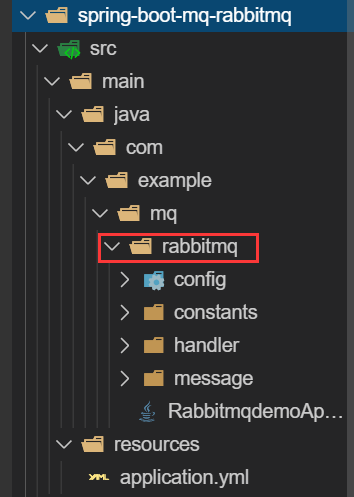 spring-boot-mq-rabbitmq
src
main
java
com
example
mq
rabbitmq
config
constants
handler
message
RabbitmqdemoAp...
resources
application.yml